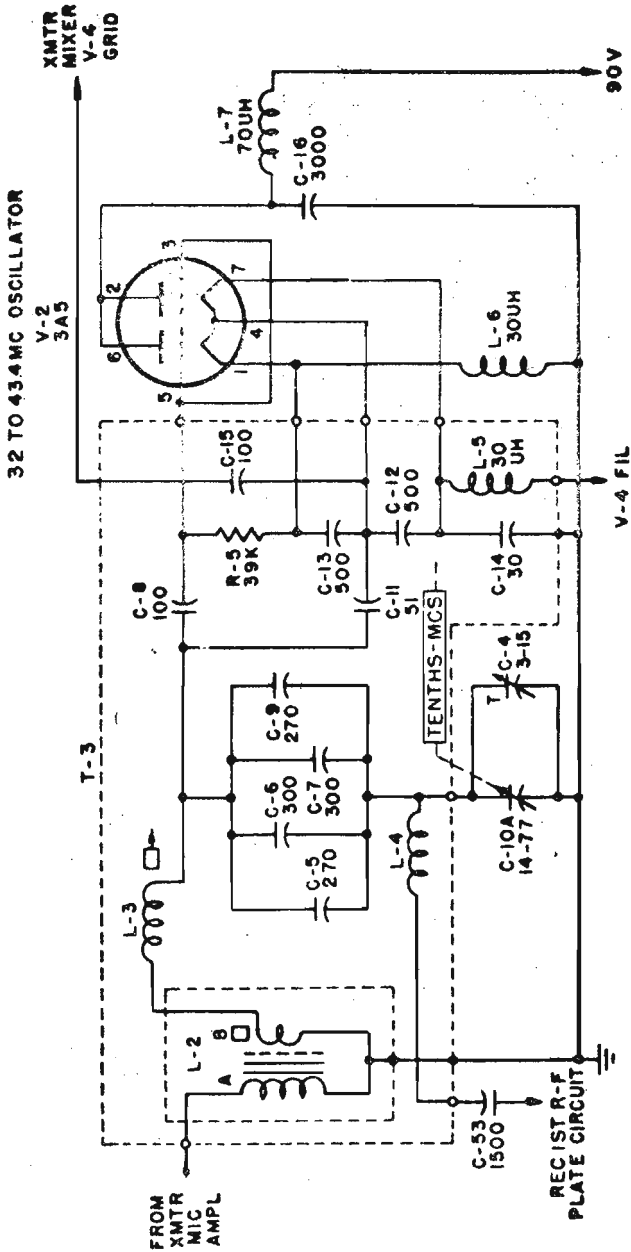 32 TO 43.4MC OSCILLATOR
XMTR
MIXER
V-4
GRID
V-2
3A5
L-7
70UH
C-16
3000
90V
6
2
5
3
1
4
7
L-6
30UH
T-3
C-15
100
C-8
100
R-5
39K
C-13
500
C-12
500
C-11
51
L-5
30
UH
C-14
30
V-4 FIL
L-3
C-9
270
C-6
300
C-7
300
C-5
270
TENTHS-MCS
T
C-4
3-15
C-10A
14-77
L-4
L-2
A
B
FROM
XMTR
MIC
AMPL
C-53
1500
REC 1ST R-F
PLATE CIRCUIT